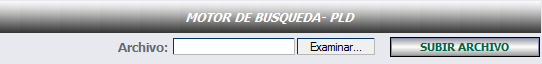 MOTOR DE BUSQUEDA- PLD
Archivo: Examinar... SUBIR ARCHIVO